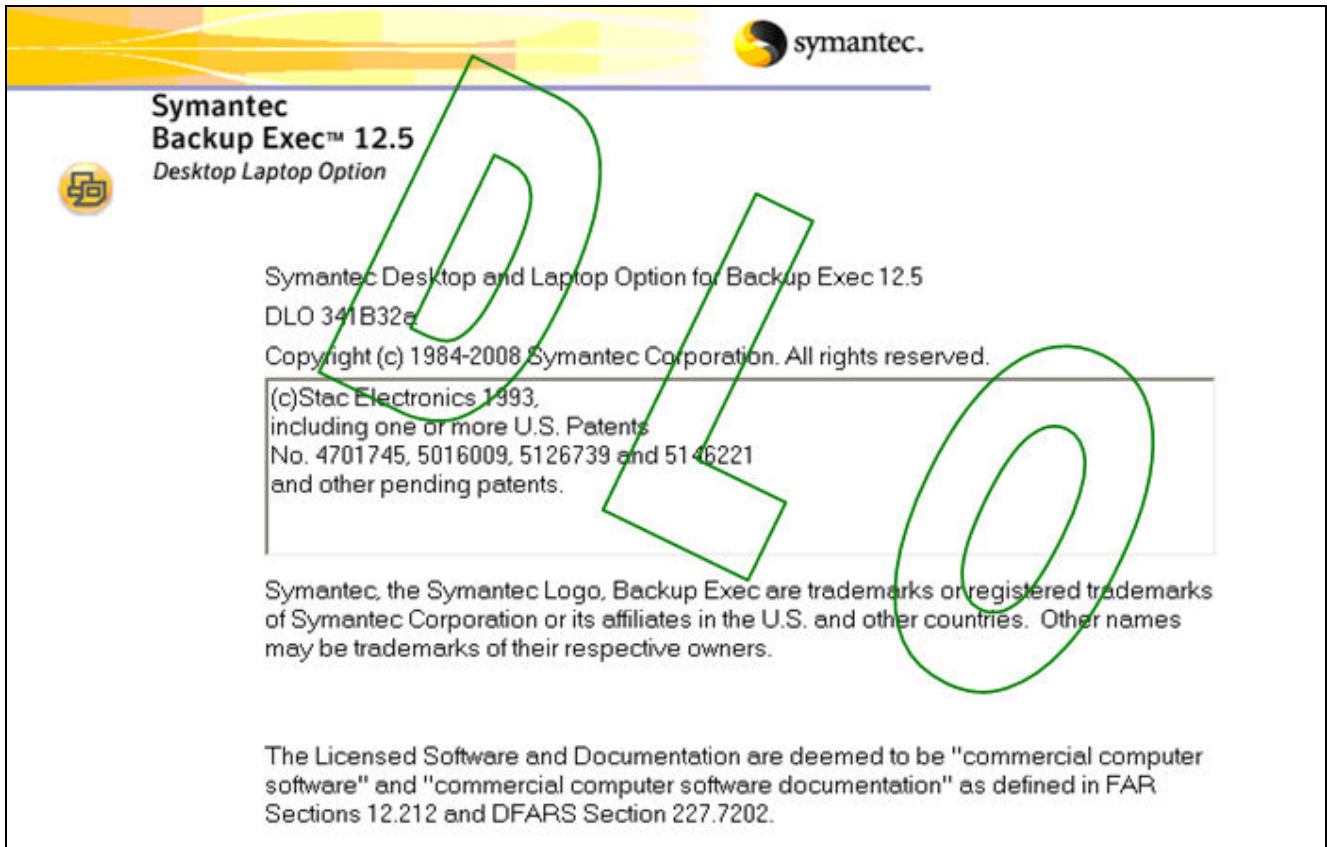 symantec.
Symantec
Backup Exec™ 12.5
Desktop Laptop Option
Symantec Desktop and Laptop Option for Backup Exec 12.5
DLO 341B32a
Copyright (c) 1984-2008 Symantec Corporation. All rights reserved.
(c)Stac Electronics 1993,
including one or more U.S. Patents
No. 4701745, 5016009, 5126739 and 5146221
and other pending patents.
Symantec, the Symantec Logo, Backup Exec are trademarks or registered trademarks
of Symantec Corporation or its affiliates in the U.S. and other countries.  Other names
may be trademarks of their respective owners.
The Licensed Software and Documentation are deemed to be "commercial computer
software" and "commercial computer software documentation" as defined in FAR
Sections 12.212 and DFARS Section 227.7202.
DLO